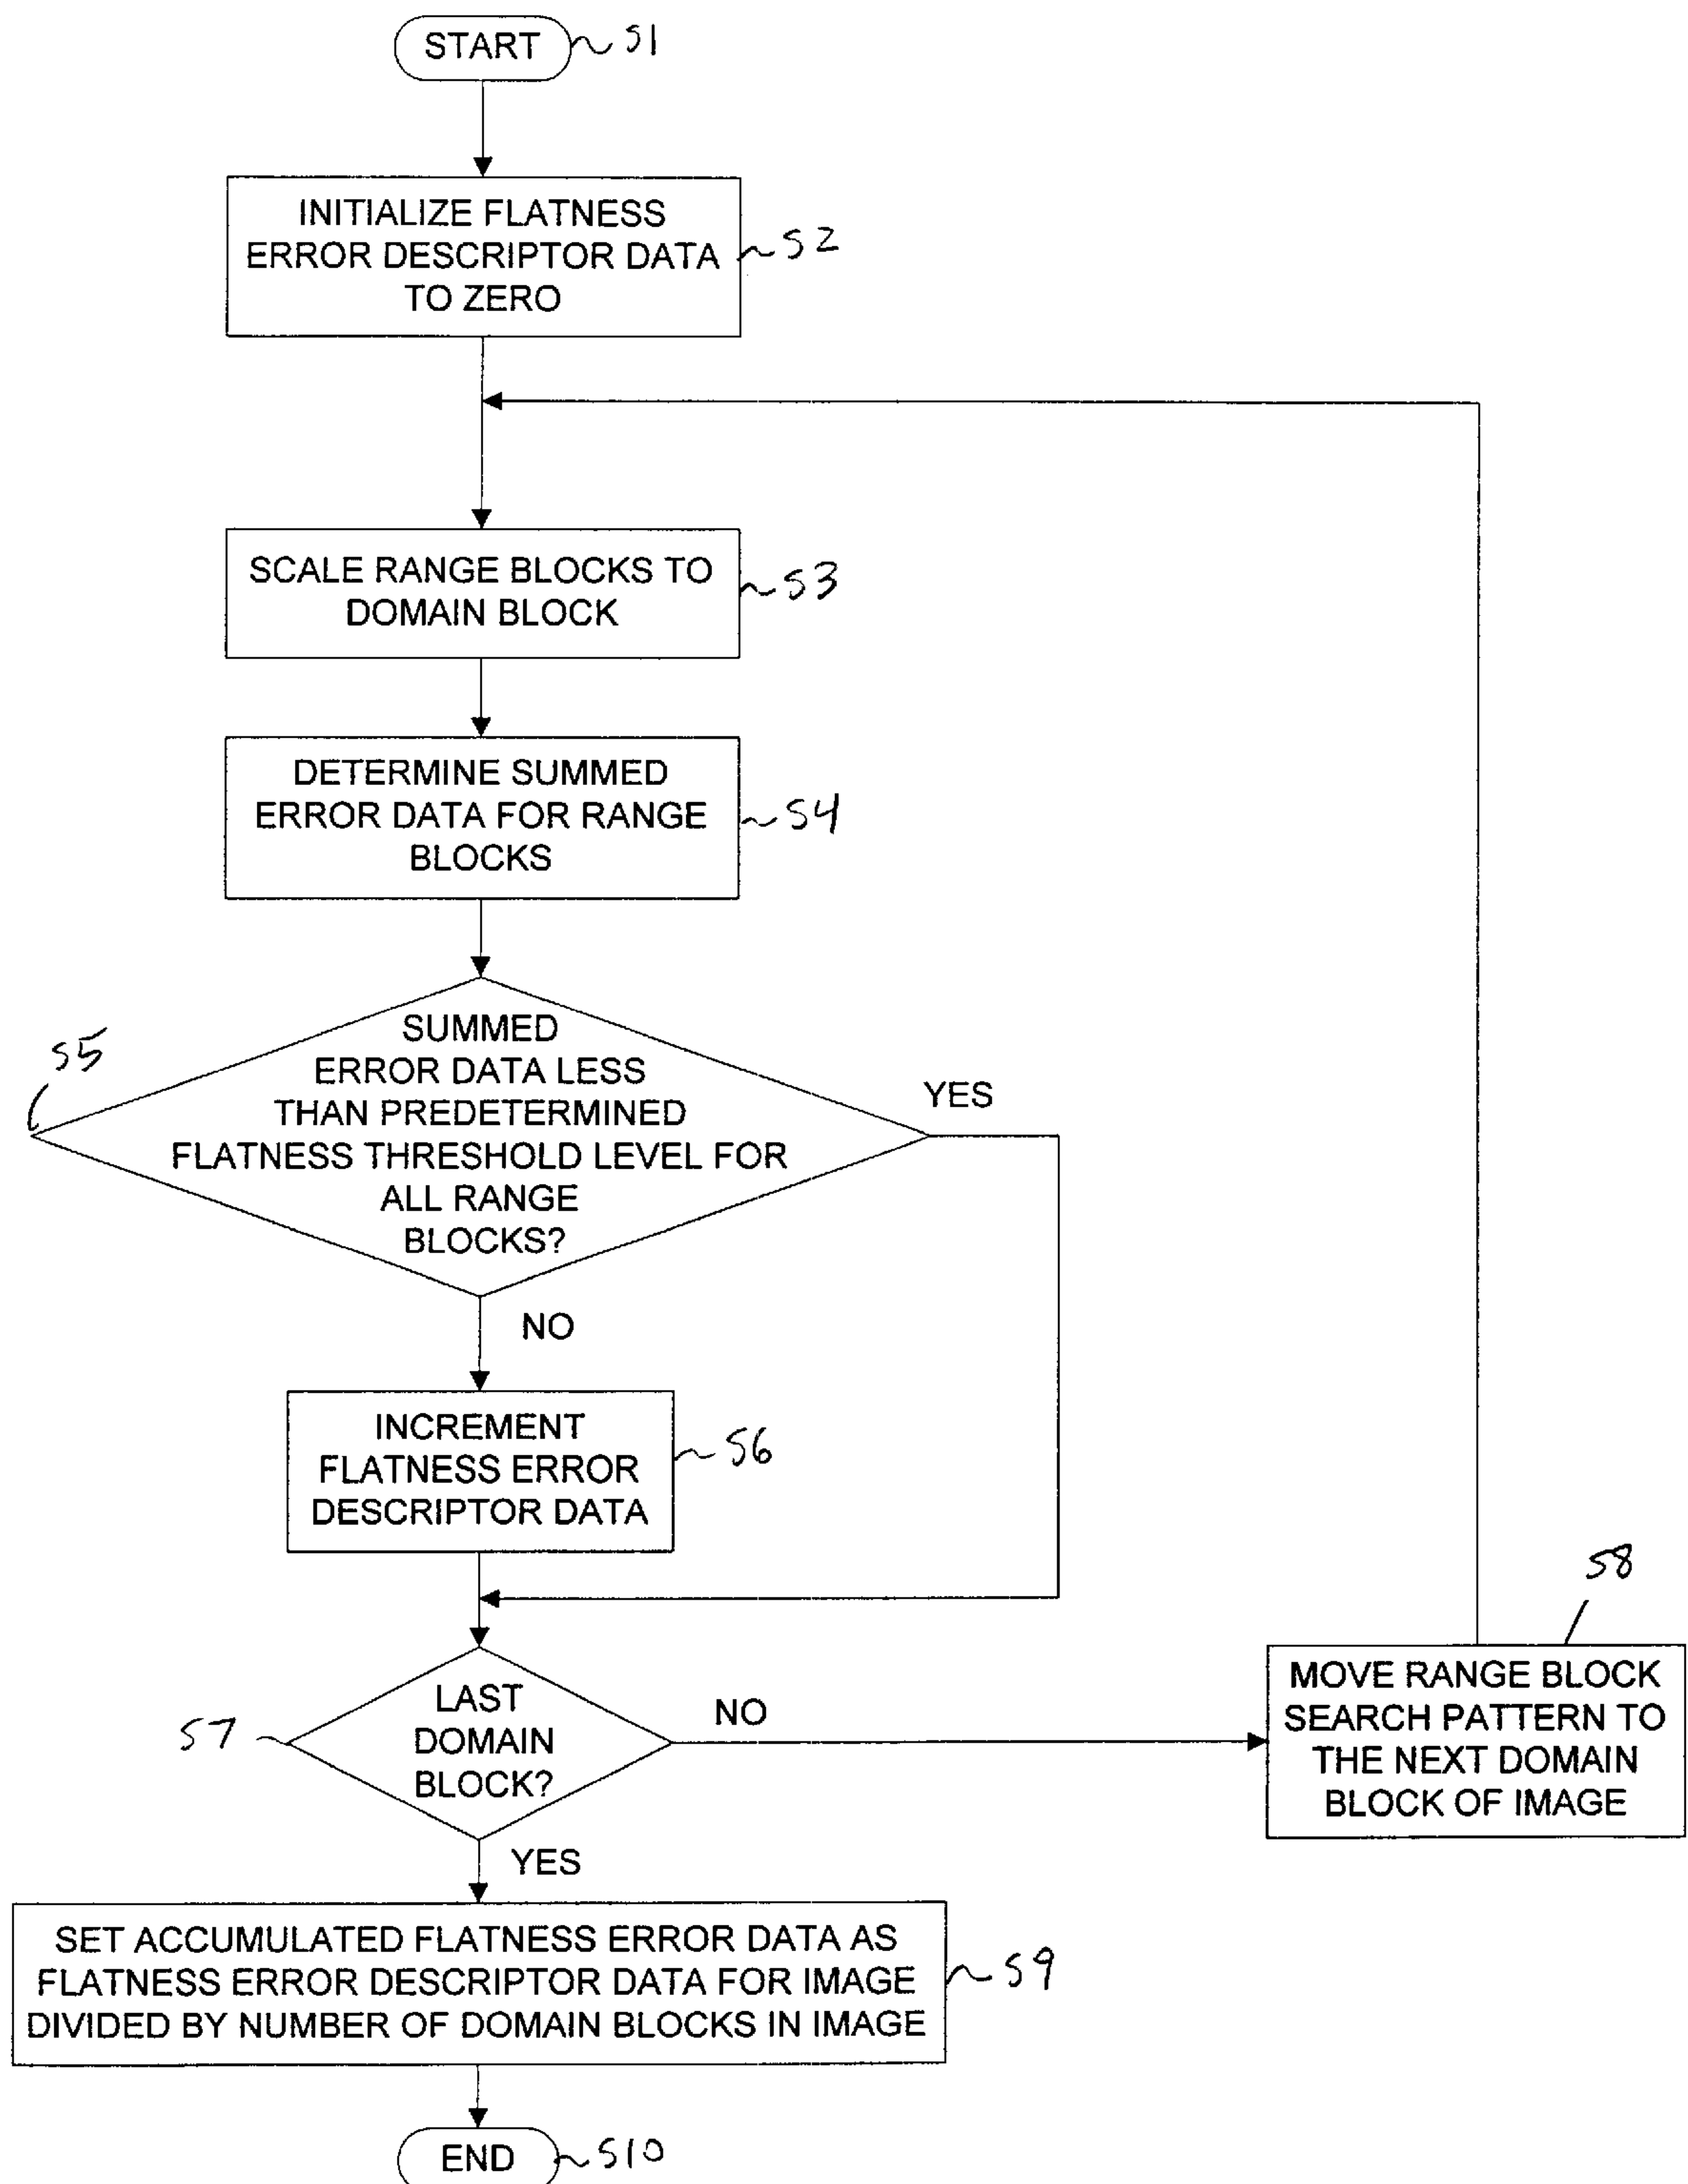 START
S1
INITIALIZE FLATNESS
ERROR DESCRIPTOR DATA
TO ZERO
S2
SCALE RANGE BLOCKS TO
DOMAIN BLOCK
S3
DETERMINE SUMMED
ERROR DATA FOR RANGE
BLOCKS
S4
S5
SUMMED
ERROR DATA LESS
THAN PREDETERMINED
FLATNESS THRESHOLD LEVEL FOR
ALL RANGE
BLOCKS?
YES
NO
INCREMENT
FLATNESS ERROR
DESCRIPTOR DATA
S6
S7
LAST
DOMAIN
BLOCK?
NO
S8
MOVE RANGE BLOCK
SEARCH PATTERN TO
THE NEXT DOMAIN
BLOCK OF IMAGE
YES
SET ACCUMULATED FLATNESS ERROR DATA AS
FLATNESS ERROR DESCRIPTOR DATA FOR IMAGE
DIVIDED BY NUMBER OF DOMAIN BLOCKS IN IMAGE
S9
END
S10